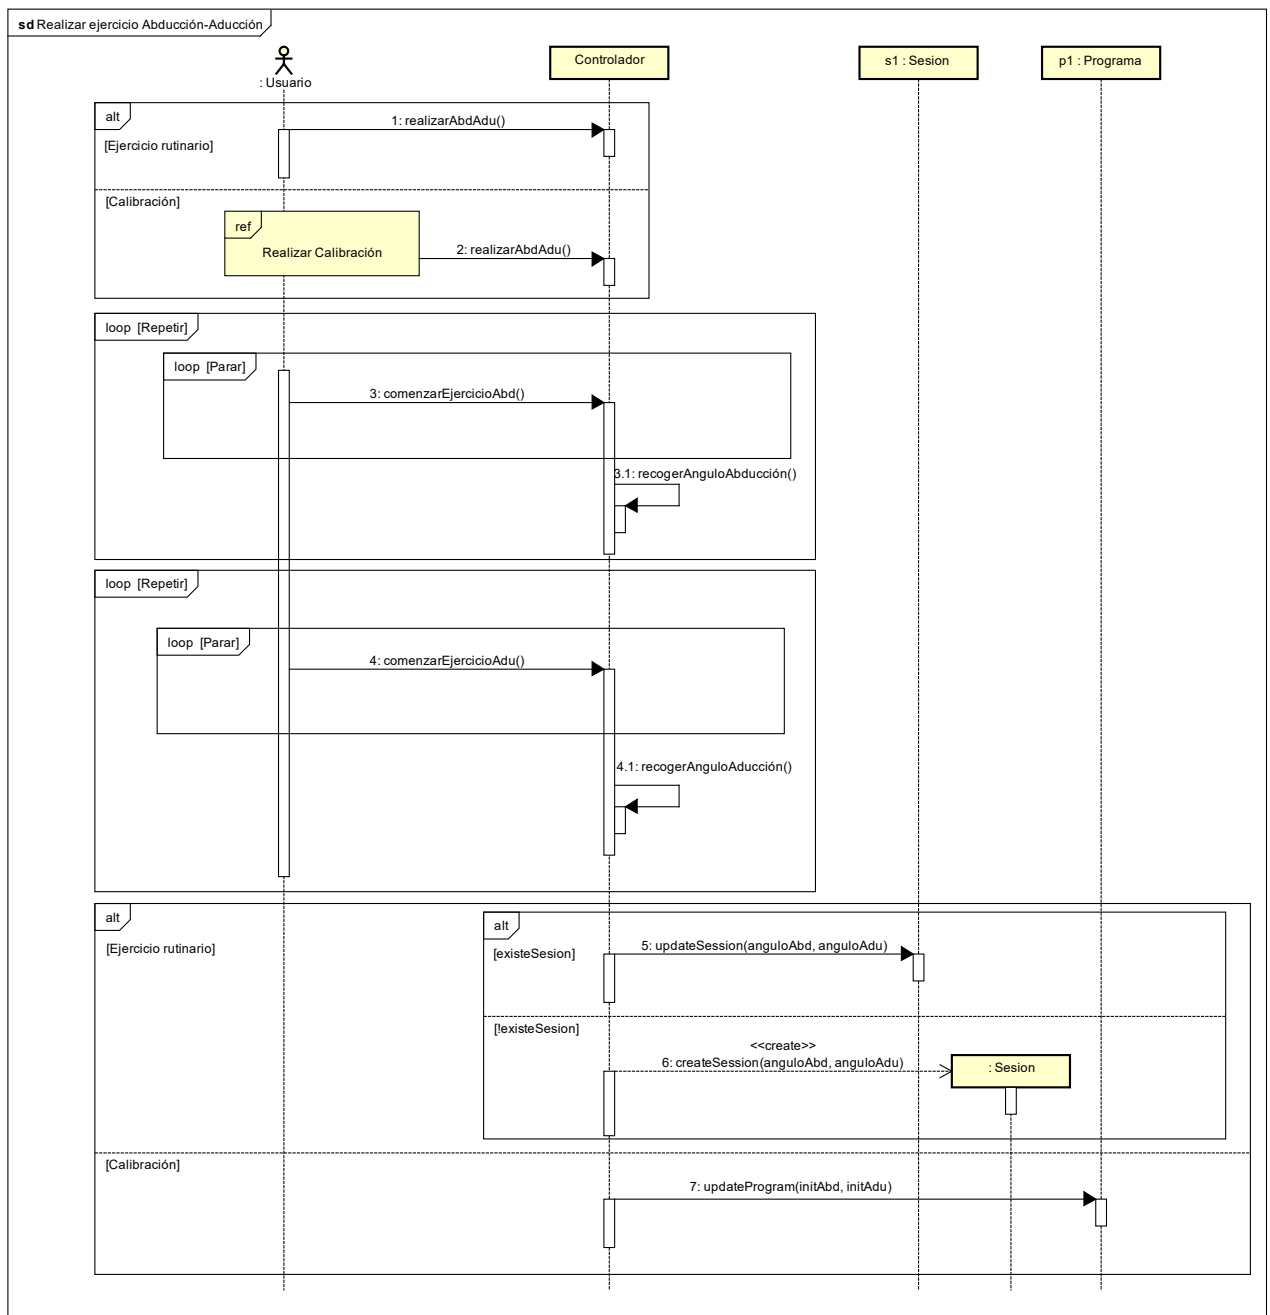 sd Realizar ejercicio Abducción-Aducción
: Usuario
Controlador
s1 : Sesion
p1 : Programa
alt
1: realizarAbdAdu()
[Ejercicio rutinario]
[Calibración]
ref
Realizar Calibración
2: realizarAbdAdu()
loop [Repetir]
loop [Parar]
3: comenzarEjercicioAbd()
3.1: recogerAnguloAbducción()
loop [Repetir]
loop [Parar]
4: comenzarEjercicioAdu()
4.1: recogerAnguloAducción()
alt
[Ejercicio rutinario]
alt
[existeSesion]
5: updateSession(anguloAbd, anguloAdu)
[!existeSesion]
<<create>>
6: createSession(anguloAbd, anguloAdu)
: Sesion
[Calibración]
7: updateProgram(initAbd, initAdu)